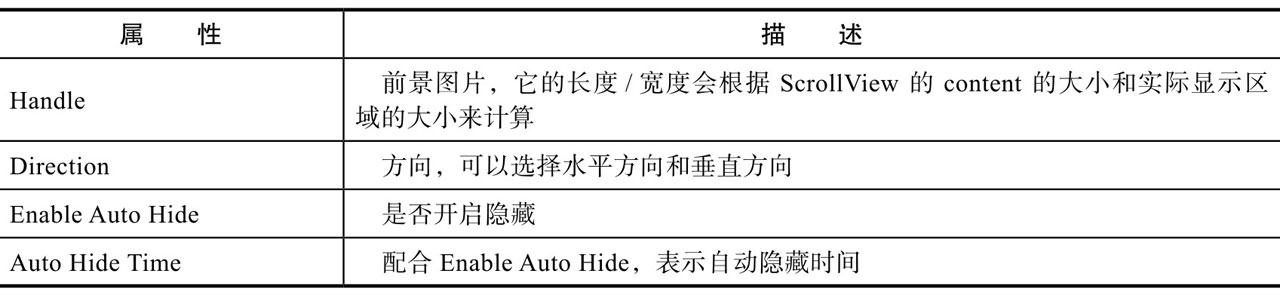 属 性 描 述
Handle 前景图片，它的长度 / 宽度会根据 ScrollView 的 content 的大小和实际显示区
域的大小来计算
Direction 方向，可以选择水平方向和垂直方向
Enable Auto Hide 是否开启隐藏
Auto Hide Time 配合 Enable Auto Hide，表示自动隐藏时间